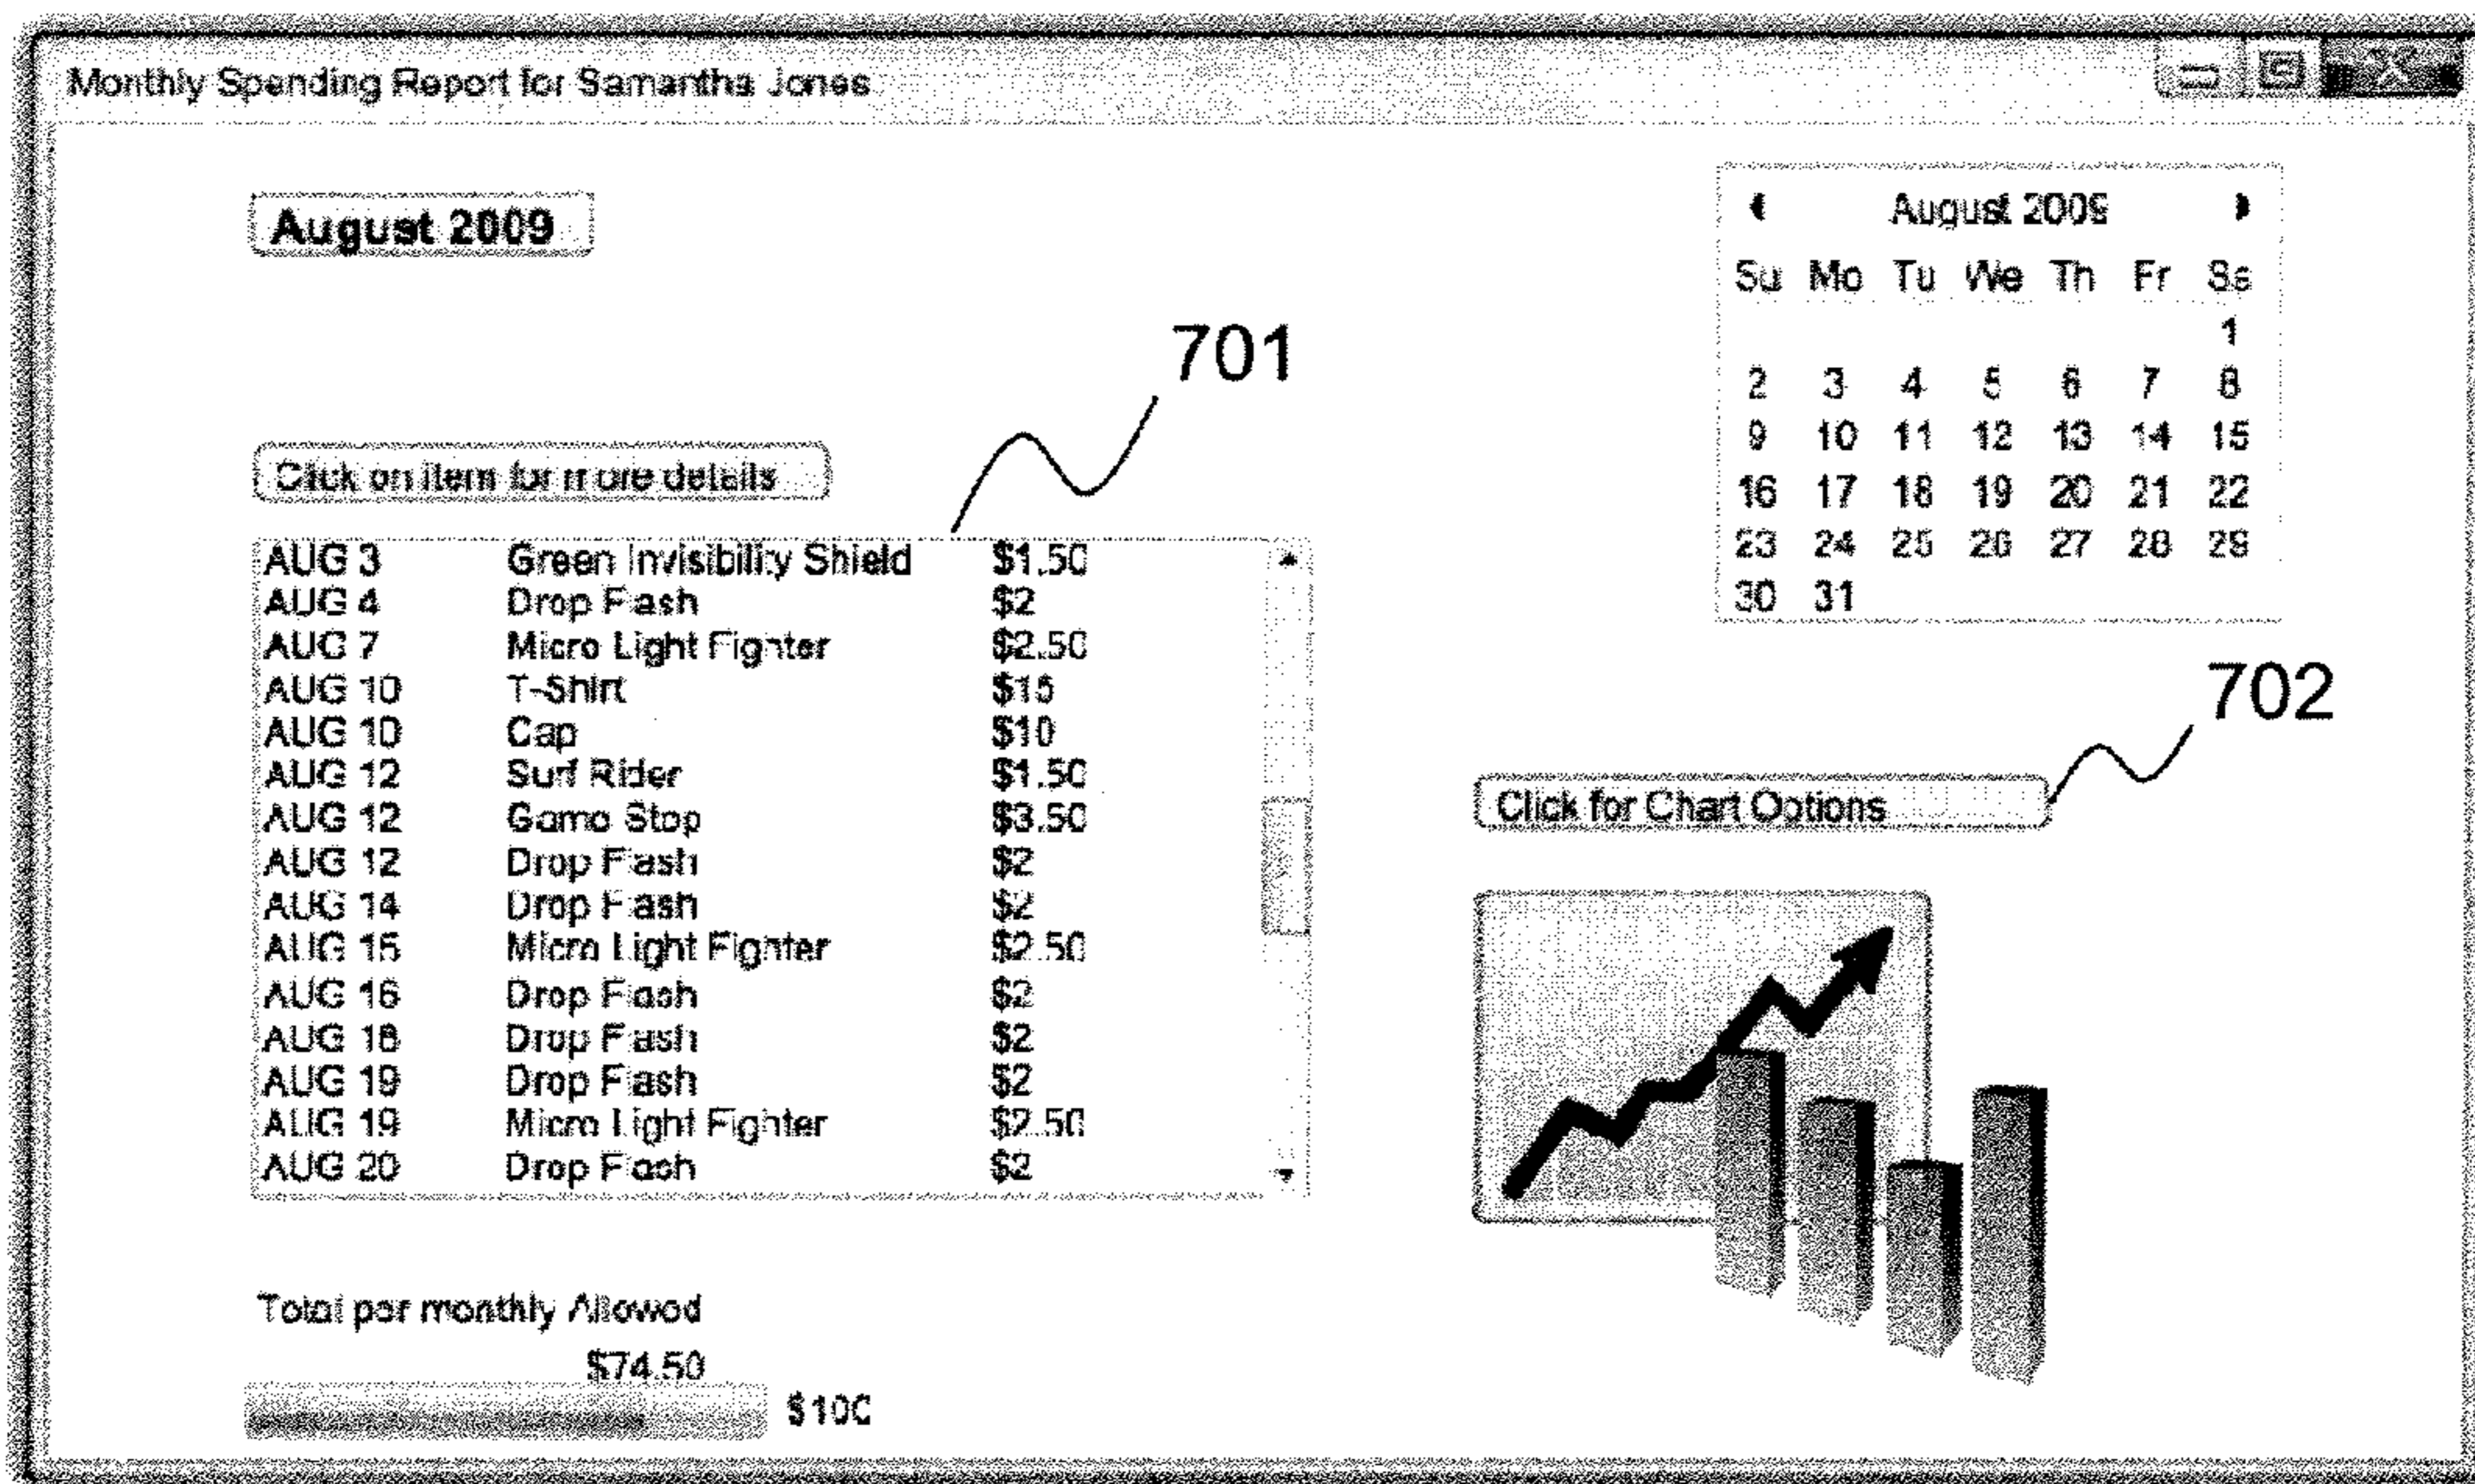 Monthly Spending Report for Samantha Jones
August 2009
August 2009
Su Mo Tu We Th Fr Sa
1
2 3 4 5 6 7 8
9 10 11 12 13 14 15
16 17 18 19 20 21 22
23 24 25 26 27 28 29
30 31
701
Click on item for more details
AUG 3 Green Invisibility Shield $1.50
AUG 4 Drop Flash $2
AUG 7 Micro Light Fighter $2.50
AUG 10 T-Shirt $15
AUG 10 Cap $10
AUG 12 Surf Rider $1.50
AUG 12 Game Stop $3.50
AUG 12 Drop Flash $2
AUG 14 Drop Flash $2
AUG 15 Micro Light Fighter $2.50
AUG 16 Drop Flash $2
AUG 18 Drop Flash $2
AUG 19 Drop Flash $2
AUG 19 Micro Light Fighter $2.50
AUG 20 Drop Flash $2
702
Click for Chart Options
Total per monthly Allowed
$74.50
$100